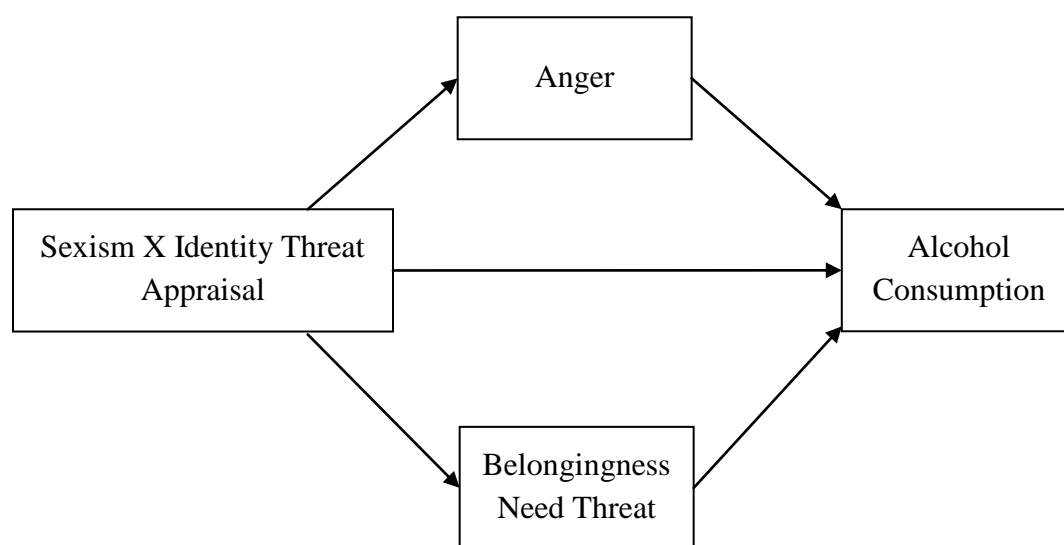 Anger
Sexism X Identity Threat
Appraisal
Alcohol
Consumption
Belongingness
Need Threat